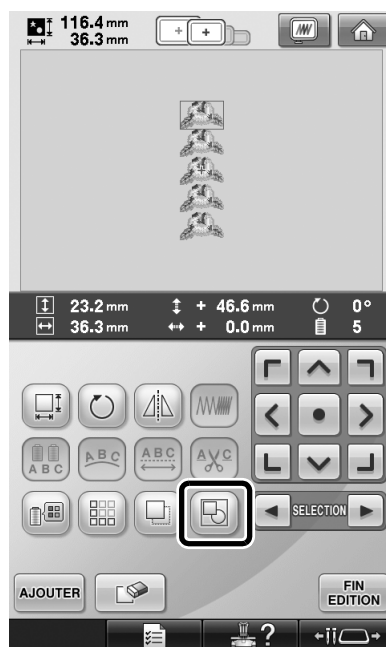 116.4 mm
36.3 mm
23.2 mm + 46.6 mm 0°
36.3 mm + 0.0 mm 5
A B C
A B C
ABC
A C
SELECTION
AJOUTER
FIN
EDITION
?